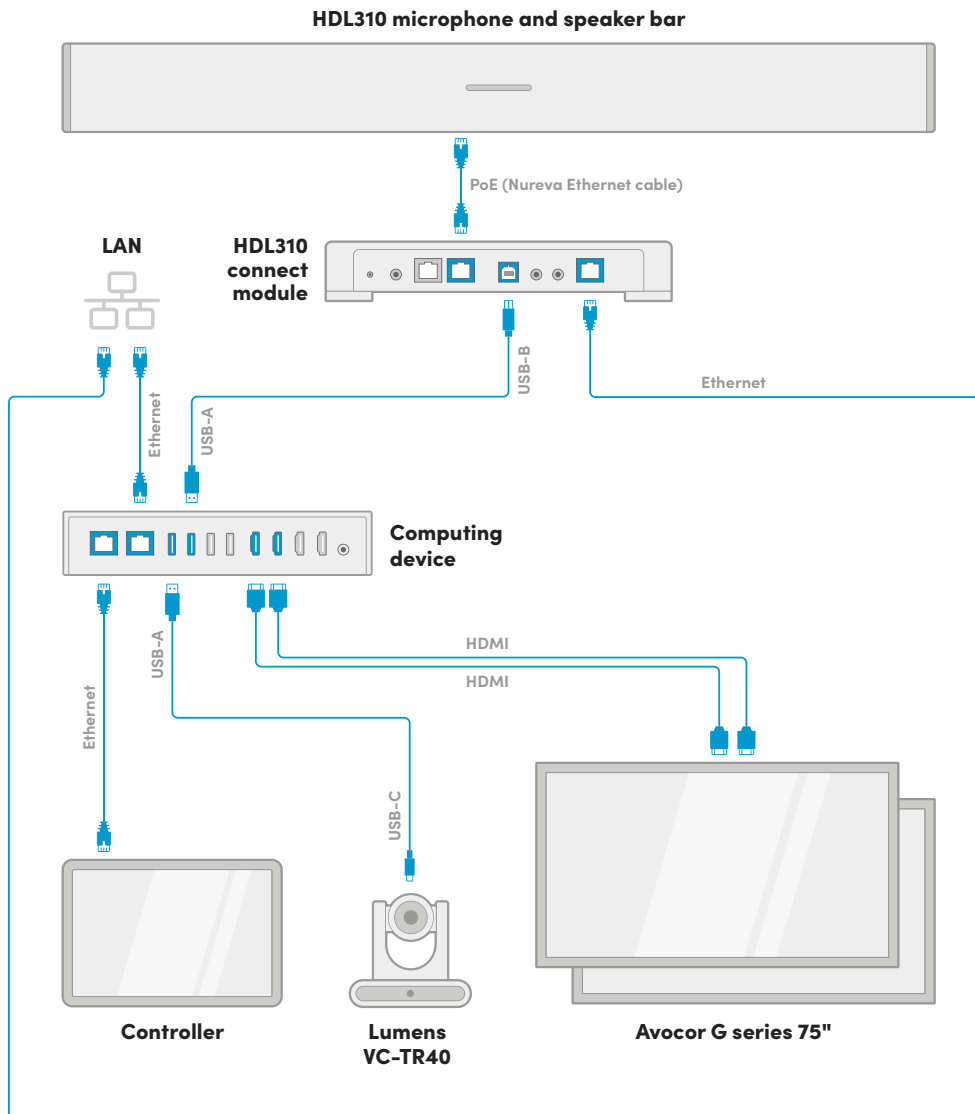 HDL310 microphone and speaker bar
PoE (Nureva Ethernet cable)
LAN
HDL310
connect
module
Ethernet
USB-A
USB-B
Ethernet
Computing
device
Ethernet
USB-A
HDMI
HDMI
USB-C
Controller
Lumens
VC-TR40
Avocor G series 75"